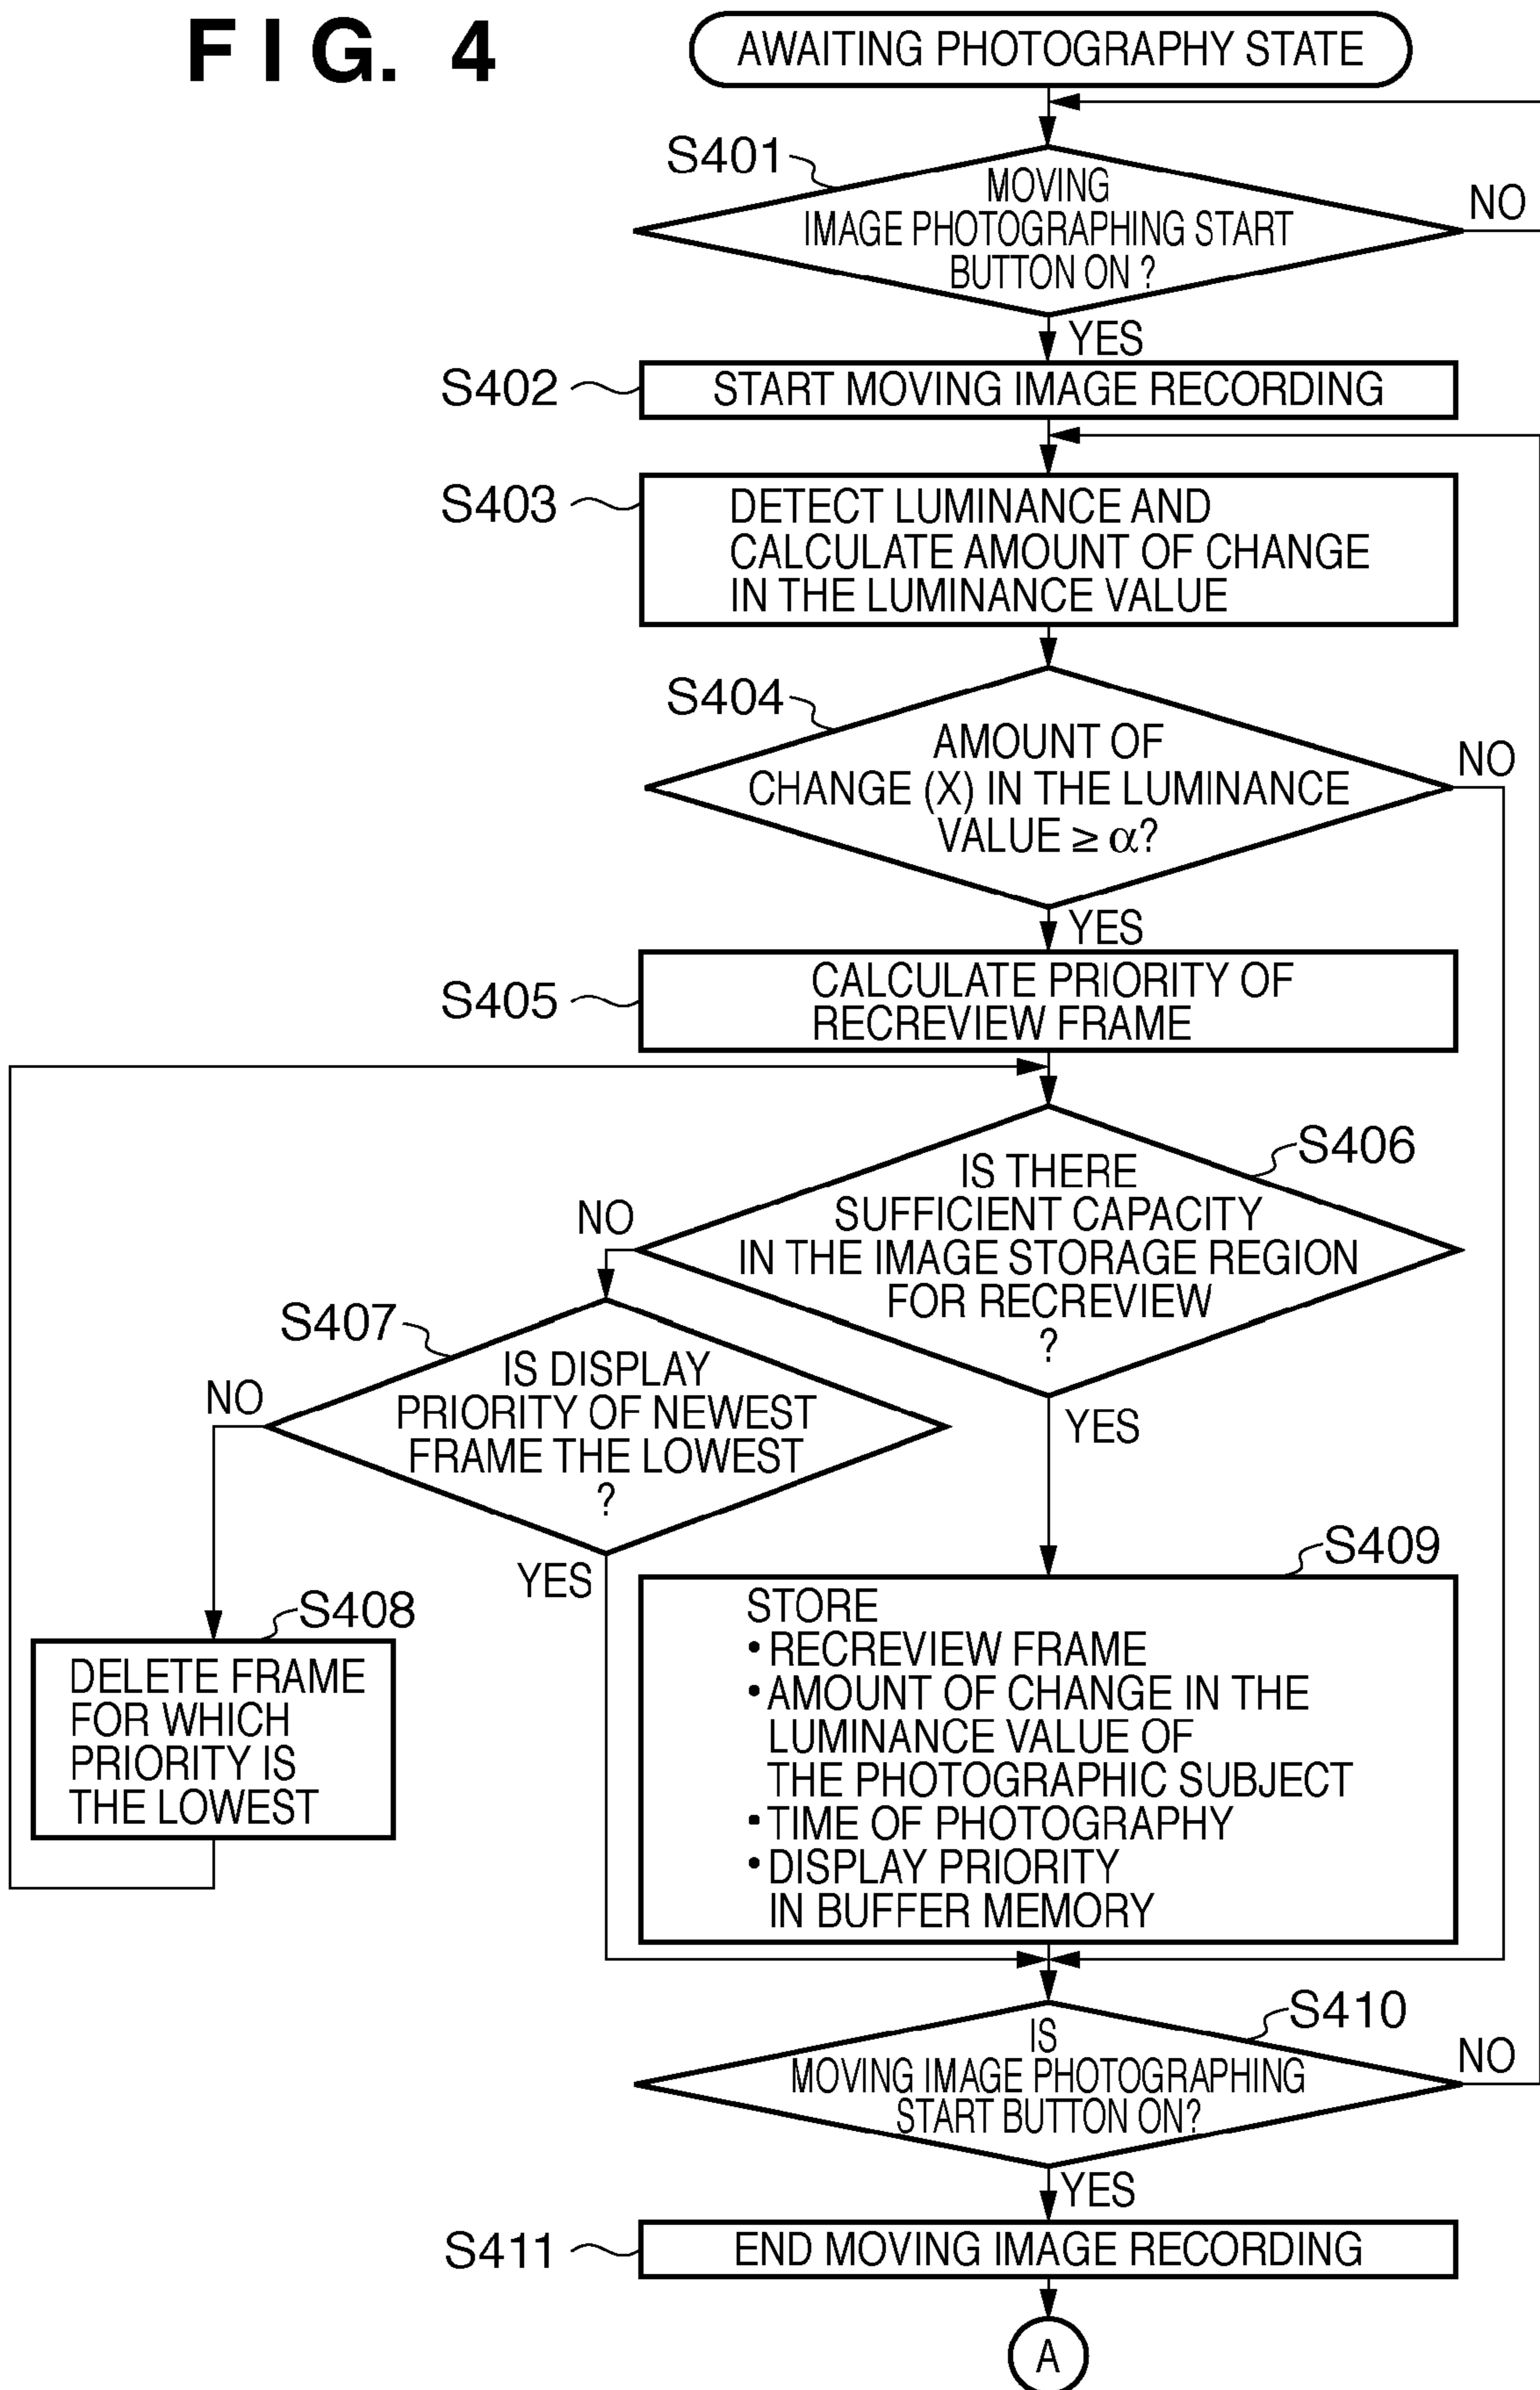 FIG. 4
AWAITING PHOTOGRAPHY STATE
S401
MOVING
IMAGE PHOTOGRAPHING START
BUTTON ON ?
NO
YES
S402
START MOVING IMAGE RECORDING
S403
DETECT LUMINANCE AND
CALCULATE AMOUNT OF CHANGE
IN THE LUMINANCE VALUE
S404
AMOUNT OF
CHANGE (X) IN THE LUMINANCE
VALUE ≥ α?
NO
YES
S405
CALCULATE PRIORITY OF
RECREVIEW FRAME
S406
IS THERE
SUFFICIENT CAPACITY
IN THE IMAGE STORAGE REGION
FOR RECREVIEW
?
NO
YES
S407
IS DISPLAY
PRIORITY OF NEWEST
FRAME THE LOWEST
?
NO
YES
S408
DELETE FRAME
FOR WHICH
PRIORITY IS
THE LOWEST
S409
STORE
•RECREVIEW FRAME
•AMOUNT OF CHANGE IN THE
LUMINANCE VALUE OF
THE PHOTOGRAPHIC SUBJECT
•TIME OF PHOTOGRAPHY
•DISPLAY PRIORITY
IN BUFFER MEMORY
S410
IS
MOVING IMAGE PHOTOGRAPHING
START BUTTON ON?
NO
YES
S411
END MOVING IMAGE RECORDING
A